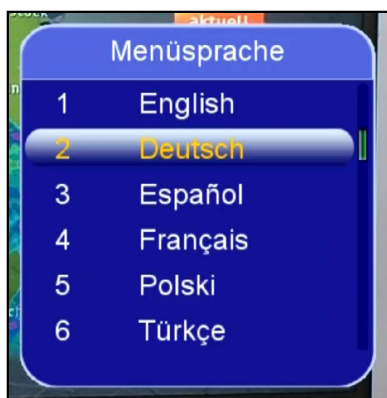 aktuell
Menüsprache
1 English
2 Deutsch
3 Español
4 Français
5 Polski
6 Türkçe